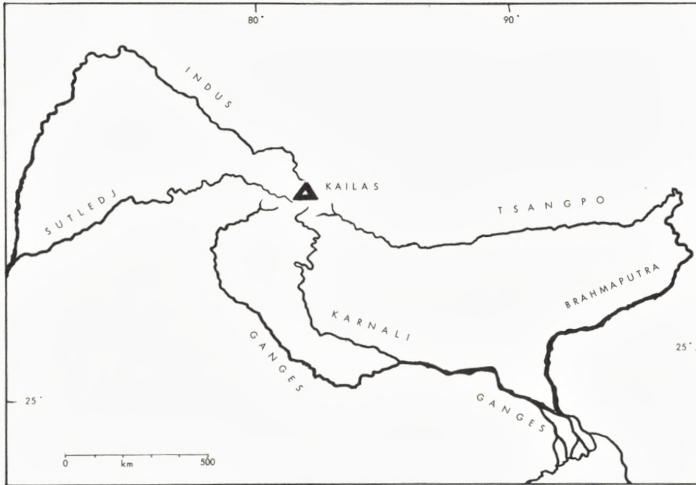 80°
90°
INDUS
KAILAS
SUTLEDJ
TSANGPO
BRAHMAPUTRA
KARNALI
GANGES
25°
25°
GANGES
0 km 500